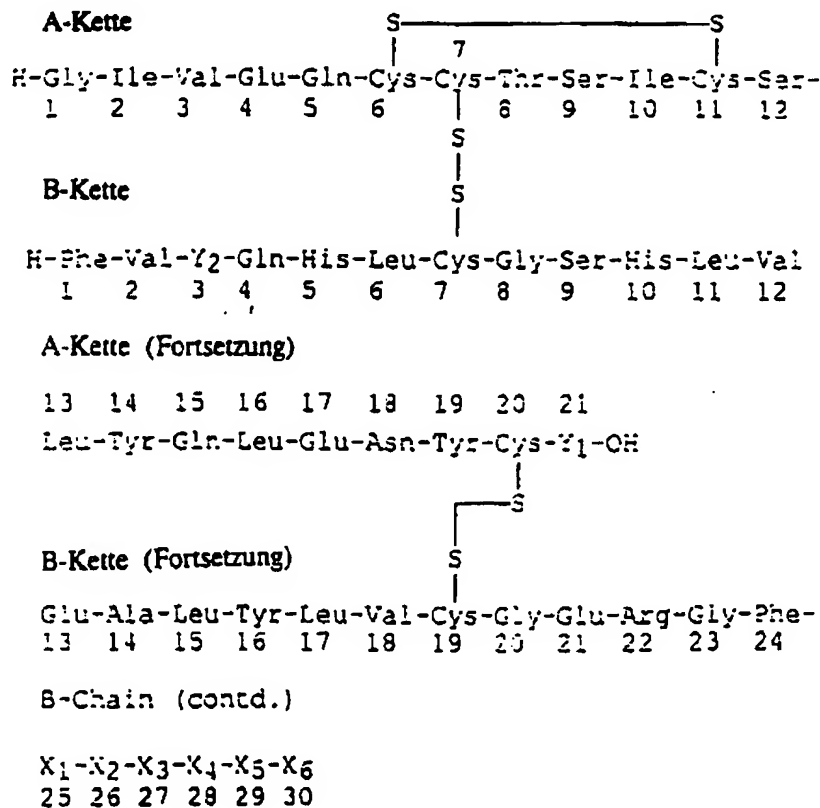 A-Kette
S S
7
H-Gly-Ile-Val-Glu-Gln-Cys-Cys-Thr-Ser-Ile-Cys-Ser-
1 2 3 4 5 6 8 9 10 11 12
S
B-Kette
S
H-Phe-Val-Y2-Gln-His-Leu-Cys-Gly-Ser-His-Leu-Val
1 2 3 4 5 6 7 8 9 10 11 12
A-Kette (Fortsetzung)
13 14 15 16 17 18 19 20 21
Leu-Tyr-Gln-Leu-Glu-Asn-Tyr-Cys-Y1-OH
S
S
B-Kette (Fortsetzung)
Glu-Ala-Leu-Tyr-Leu-Val-Cys-Gly-Glu-Arg-Gly-Phe-
13 14 15 16 17 18 19 20 21 22 23 24
B-Chain (contd.)
X1-X2-X3-X4-X5-X6
25 26 27 28 29 30